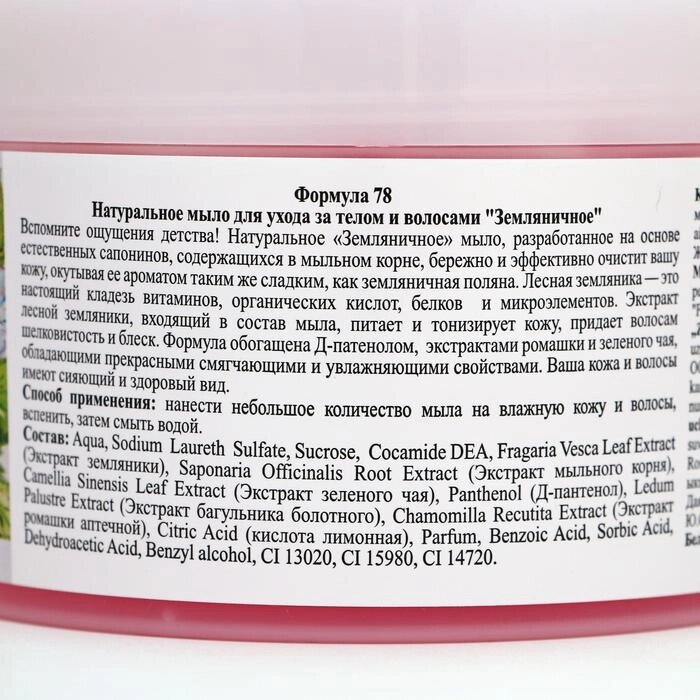 Формула 78
Натуральное мыло для ухода за телом и волосами "Земляничное"
Вспомните ощущения детства! Натуральное «Земляничное» мыло, разработанное на основе
естественных сапонинов, содержащихся в мыльном корне, бережно и эффективно очистит вашу
кожу, окутывая ее ароматом таким же сладким, как земляничная поляна. Лесная земляника — это
настоящий кладезь витаминов, органических кислот, белков и микроэлементов. Экстракт
лесной земляники, входящий в состав мыла, питает и тонизирует кожу, придает волосам
шелковистость и блеск. Формула обогащена Д-патенолом, экстрактами ромашки и зеленого чая,
обладающими прекрасными смягчающими и увлажняющими свойствами. Ваша кожа и волосы
имеют сияющий и здоровый вид.
Способ применения: нанести небольшое количество мыла на влажную кожу и волосы,
вспенить, затем смыть водой.
Состав: Aqua, Sodium Laureth Sulfate, Sucrose, Cocamide DEA, Fragaria Vesca Leaf Extract
(Экстракт земляники), Saponaria Officinalis Root Extract (Экстракт мыльного корня),
Camellia Sinensis Leaf Extract (Экстракт зеленого чая), Panthenol (Д-пантенол), Ledum
Palustre Extract (Экстракт багульника болотного), Chamomilla Recutita Extract (Экстракт
ромашки аптечной), Citric Acid (кислота лимонная), Parfum, Benzoic Acid, Sorbic Acid,
Dehydroacetic Acid, Benzyl alcohol, CI 13020, CI 15980, CI 14720.